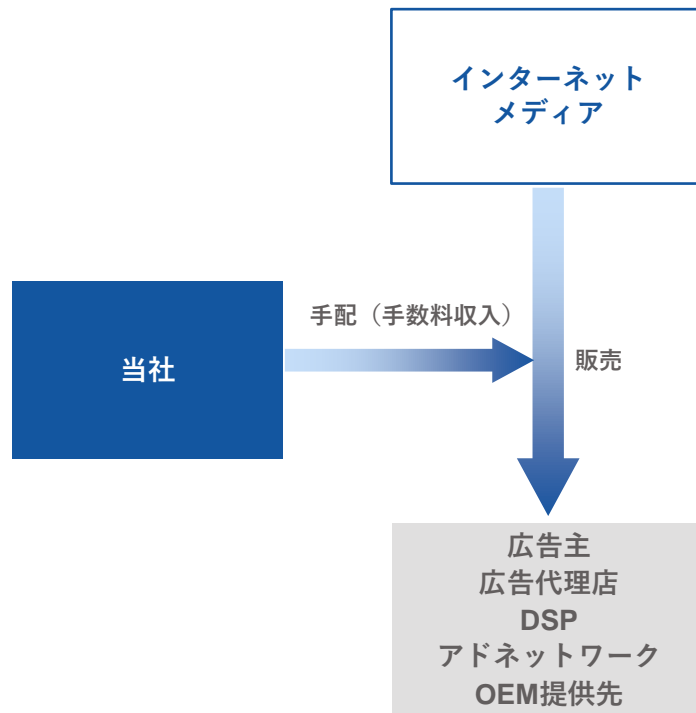 インターネット
メディア
手配（手数料収入）
当社
販売
広告主
広告代理店
DSP
アドネットワーク
OEM提供先